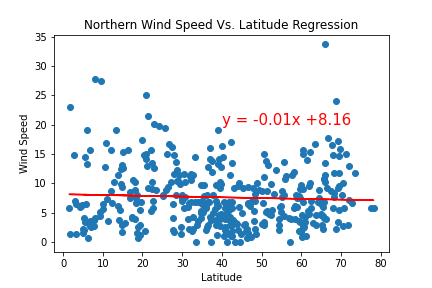 Northern Wind Speed Vs. Latitude Regression
35
30
25
20
15
10
5
0
Wind Speed
y = -0.01x +8.16
0 10 20 30 40 50 60 70 80
Latitude